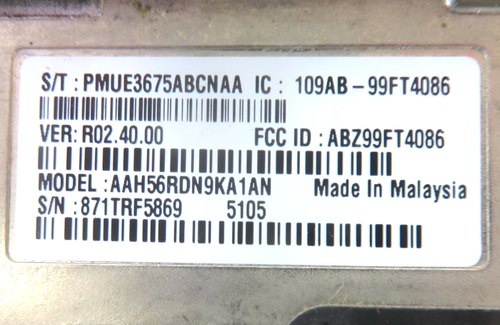 S/T : PMUE3675ABCNAA IC : 109AB-99FT4086
VER: R02.40.00 FCC ID : ABZ99FT4086
MODEL : AAH56RDN9KA1AN Made In Malaysia
S/N : 871TRF5869 5105